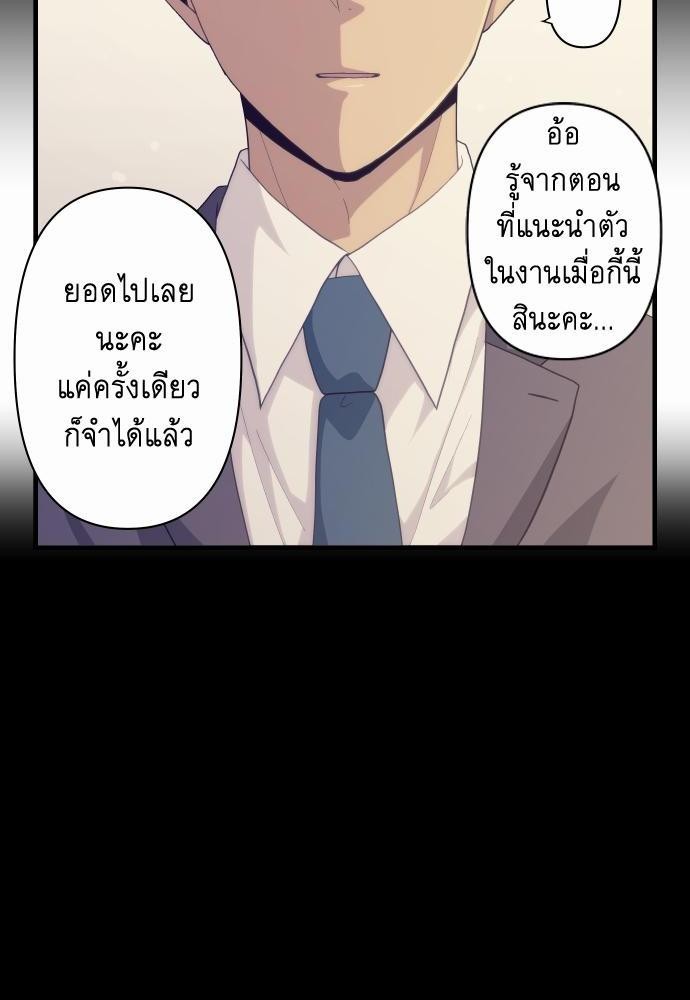 อ้อ
รู้จากตอน
ที่แนะนำตัว
ในงานเมื่อกี้นี้
สินะคะ...
ยอดไปเลย
นะคะ
แค่ครั้งเดียว
ก็จำได้แล้ว